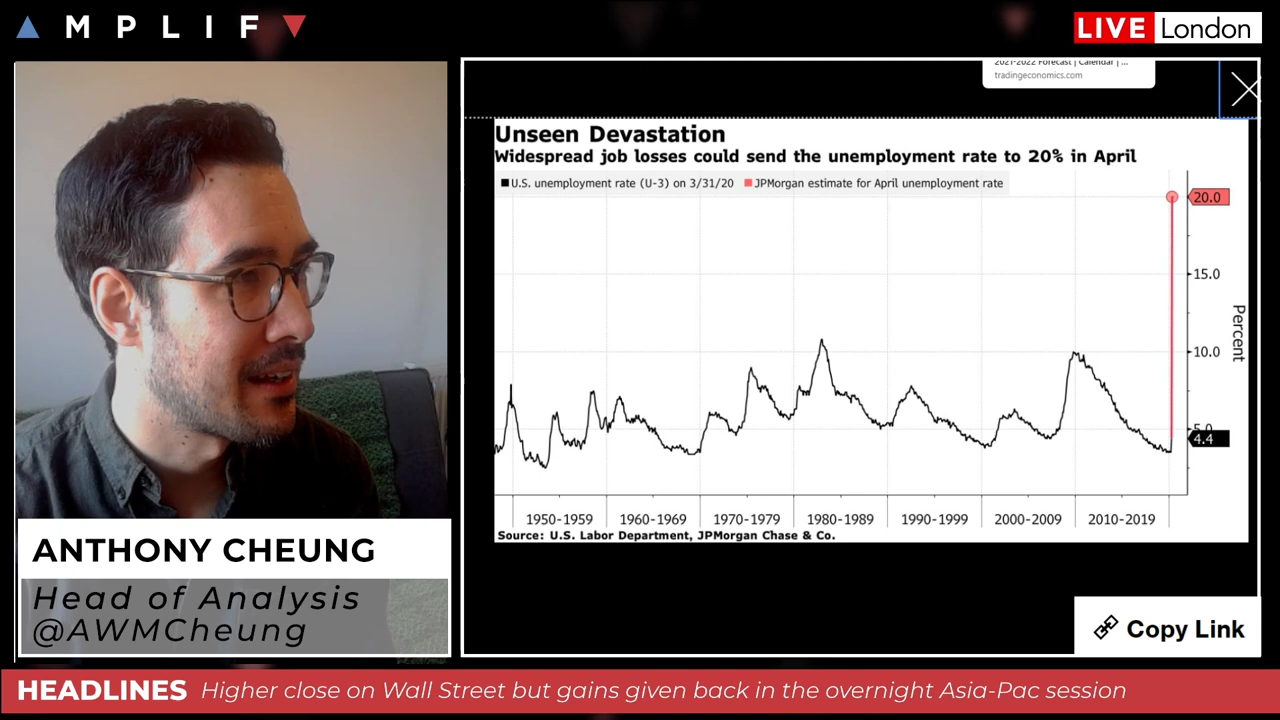 AMPLIFY
LIVE London
2021-2022 Forecast | Calendar | ...
tradingeconomics.com
Unseen Devastation
Widespread job losses could send the unemployment rate to 20% in April
U.S. unemployment rate (U-3) on 3/31/20 JPMorgan estimate for April unemployment rate
20.0
15.0
10.0
5.0
4.4
Percent
1950-1959 1960-1969 1970-1979 1980-1989 1990-1999 2000-2009 2010-2019
Source: U.S. Labor Department, JPMorgan Chase & Co.
ANTHONY CHEUNG
Head of Analysis
@AWMCheung
Copy Link
HEADLINES Higher close on Wall Street but gains given back in the overnight Asia-Pac session